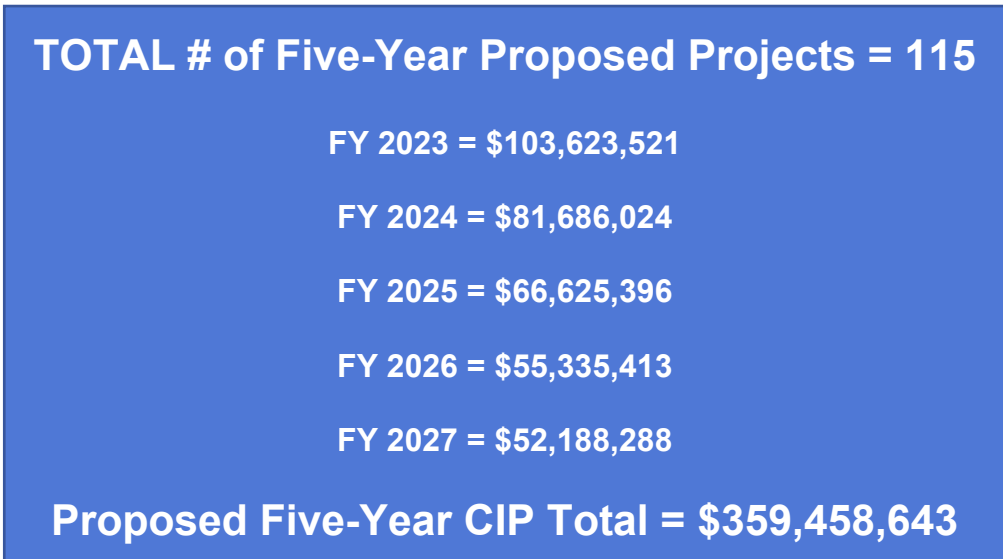 TOTAL # of Five-Year Proposed Projects = 115
FY 2023 = $103,623,521
FY 2024 = $81,686,024
FY 2025 = $66,625,396
FY 2026 = $55,335,413
FY 2027 = $52,188,288
Proposed Five-Year CIP Total = $359,458,643